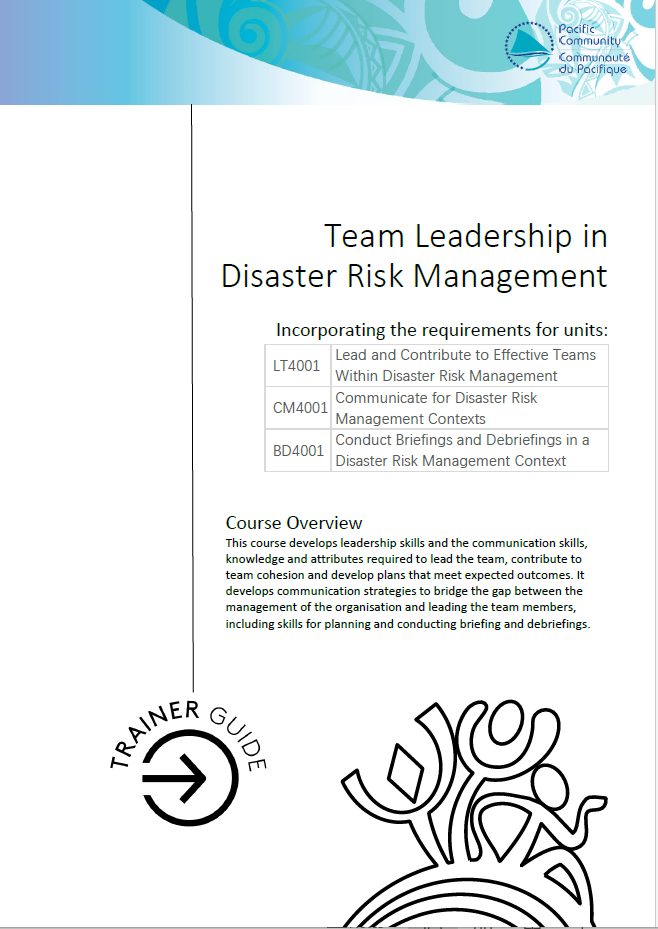 Pacific
Community
Communauté
du Pacifique
Team Leadership in
Disaster Risk Management
Incorporating the requirements for units:
LT4001
Lead and Contribute to Effective Teams
Within Disaster Risk Management
CM4001
Communicate for Disaster Risk
Management Contexts
BD4001
Conduct Briefings and Debriefings in a
Disaster Risk Management Context
Course Overview
This course develops leadership skills and the communication skills,
knowledge and attributes required to lead the team, contribute to
team cohesion and develop plans that meet expected outcomes. It
develops communication strategies to bridge the gap between the
management of the organisation and leading the team members,
including skills for planning and conducting briefing and debriefings.
TRAINER GUIDE